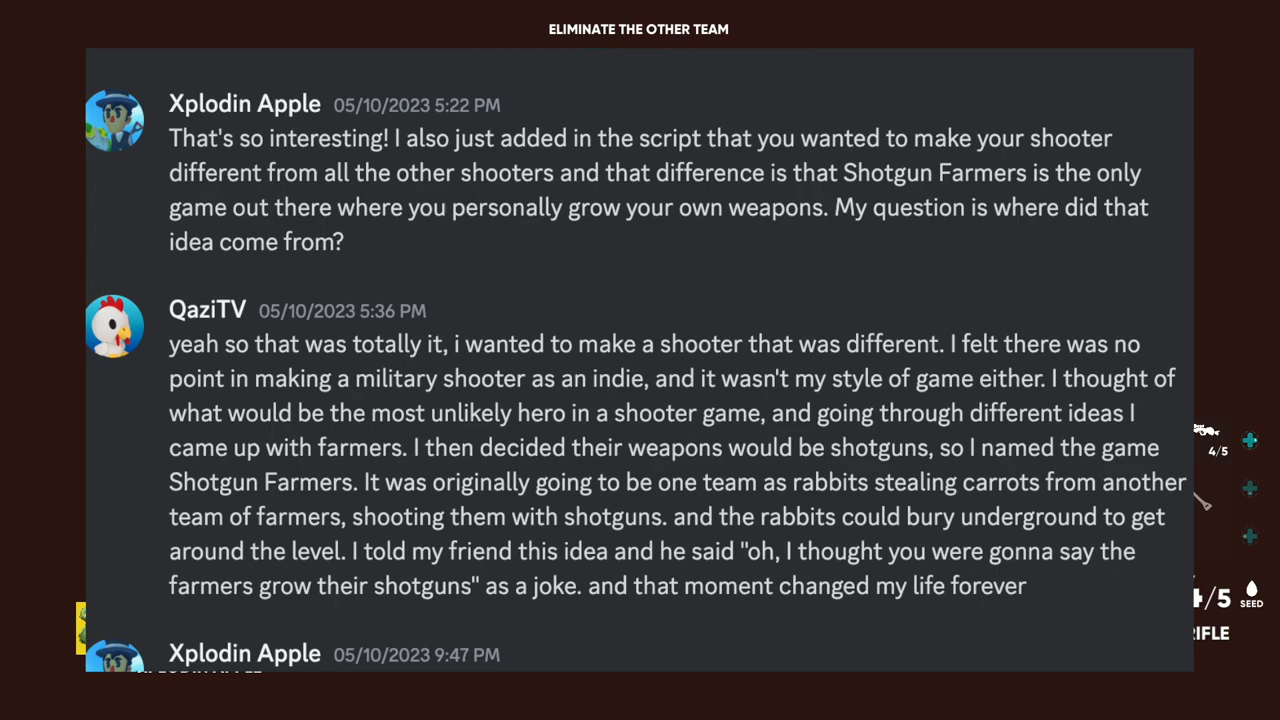 ELIMINATE THE OTHER TEAM
Xplodin Apple 05/10/2023 5:22 PM
That's so interesting! I also just added in the script that you wanted to make your shooter
different from all the other shooters and that difference is that Shotgun Farmers is the only
game out there where you personally grow your own weapons. My question is where did that
idea come from?
QaziTV 05/10/2023 5:36 PM
yeah so that was totally it, i wanted to make a shooter that was different. I felt there was no
point in making a military shooter as an indie, and it wasn't my style of game either. I thought of
what would be the most unlikely hero in a shooter game, and going through different ideas I
came up with farmers. I then decided their weapons would be shotguns, so I named the game
Shotgun Farmers. It was originally going to be one team as rabbits stealing carrots from another
team of farmers, shooting them with shotguns. and the rabbits could bury underground to get
around the level. I told my friend this idea and he said "oh, I thought you were gonna say the
farmers grow their shotguns" as a joke. and that moment changed my life forever
Xplodin Apple 05/10/2023 9:47 PM
4/5
4/5
SEED